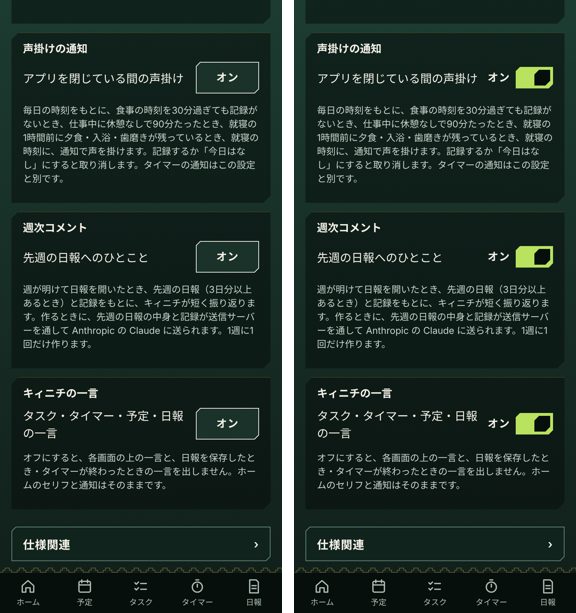 声掛けの通知
アプリを閉じている間の声掛け
オン
毎日の時刻をもとに、食事の時刻を30分過ぎても記録が
ないとき、仕事中に休憩なしで90分たったとき、就寝の
1時間前に夕食・入浴・歯磨きが残っているとき、就寝の
時刻に、通知で声を掛けます。記録するか「今日はな
し」にすると取り消します。タイマーの通知はこの設定
と別です。
週次コメント
先週の日報へのひとこと
オン
週が明けて日報を開いたとき、先週の日報（3日分以上
あるとき）と記録をもとに、キィニチが短く振り返りま
す。作るときに、先週の日報の中身と記録が送信サーバ
ーを通して Anthropic の Claude に送られます。1週に1
回だけ作ります。
キィニチの一言
タスク・タイマー・予定・日報
の一言
オン
オフにすると、各画面の上の一言と、日報を保存したと
き・タイマーが終わったときの一言を出しません。ホー
ムのセリフと通知はそのままです。
仕様関連
ホーム
予定
タスク
タイマー
日報
声掛けの通知
アプリを閉じている間の声掛け
オン
毎日の時刻をもとに、食事の時刻を30分過ぎても記録が
ないとき、仕事中に休憩なしで90分たったとき、就寝の
1時間前に夕食・入浴・歯磨きが残っているとき、就寝の
時刻に、通知で声を掛けます。記録するか「今日はな
し」にすると取り消します。タイマーの通知はこの設定
と別です。
週次コメント
先週の日報へのひとこと
オン
週が明けて日報を開いたとき、先週の日報（3日分以上
あるとき）と記録をもとに、キィニチが短く振り返りま
す。作るときに、先週の日報の中身と記録が送信サーバ
ーを通して Anthropic の Claude に送られます。1週に1
回だけ作ります。
キィニチの一言
タスク・タイマー・予定・日報
の一言
オン
オフにすると、各画面の上の一言と、日報を保存したと
き・タイマーが終わったときの一言を出しません。ホー
ムのセリフと通知はそのままです。
仕様関連
ホーム
予定
タスク
タイマー
日報